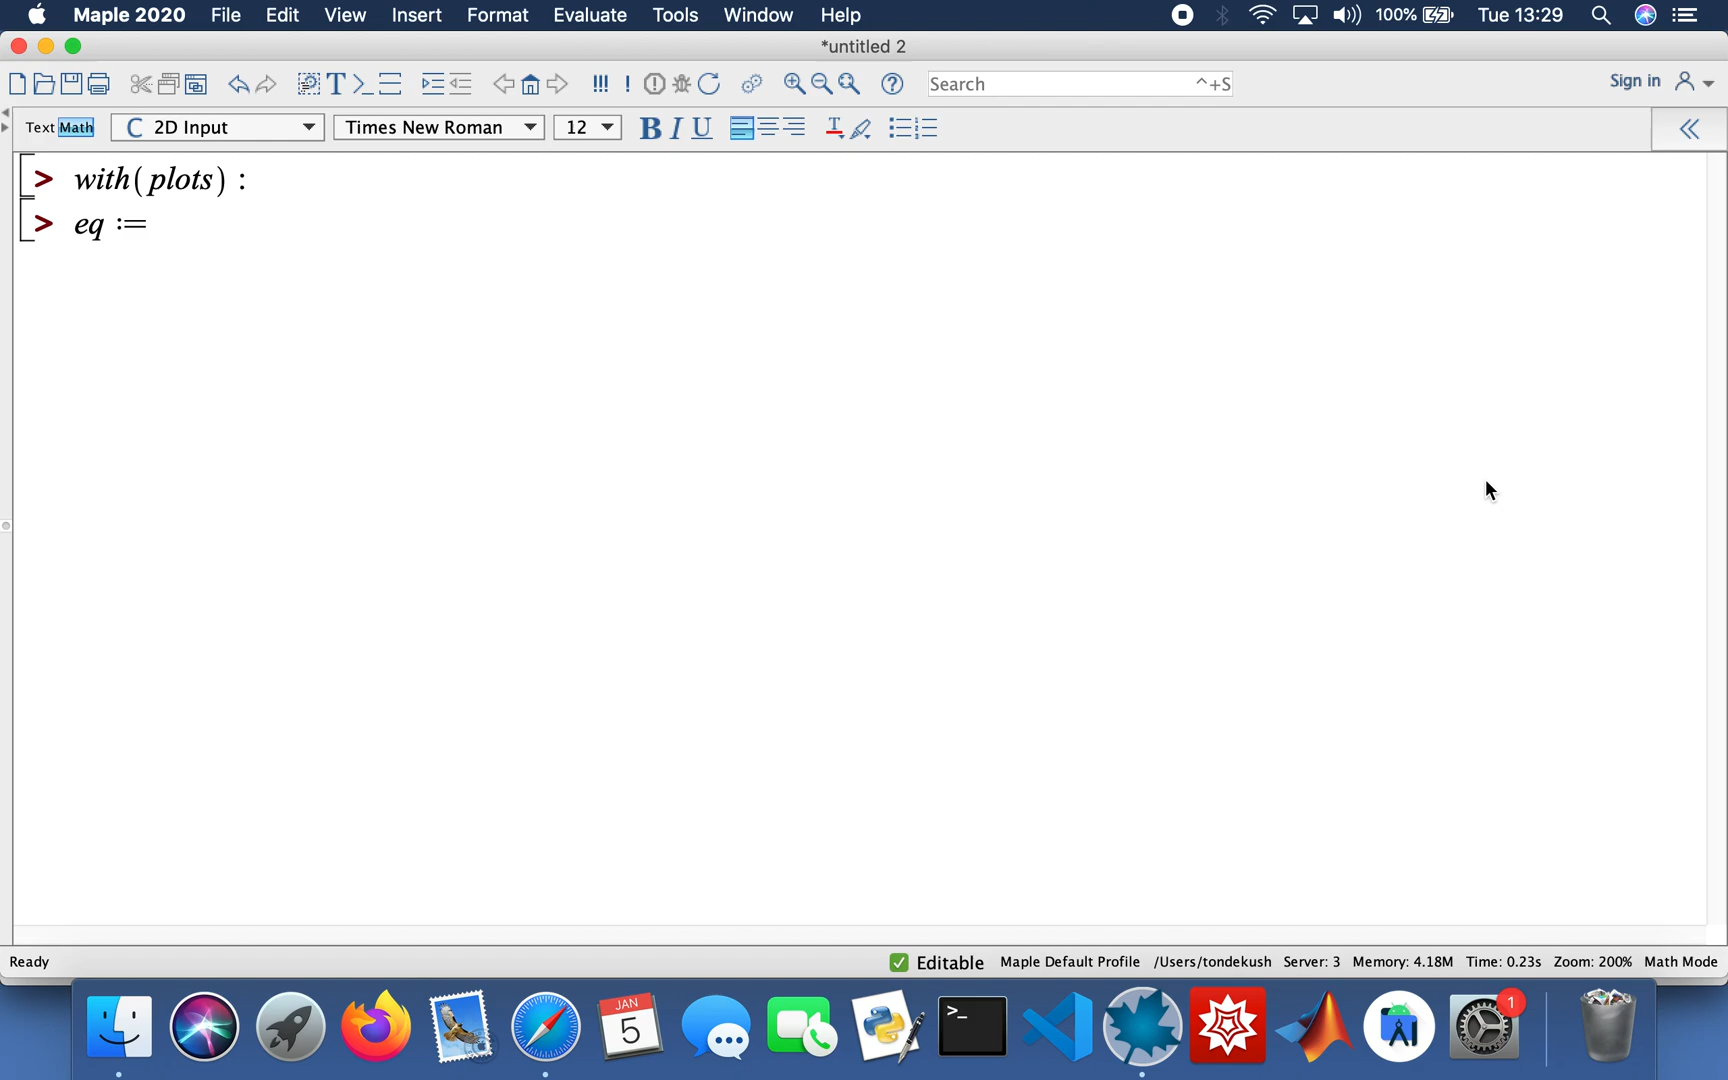 Maple 2020 File Edit View Insert Format Evaluate Tools Window Help 100% Tue 13:29
*untitled 2
Search ^+S Sign in
Text Math C 2D Input Times New Roman 12 B I U
> with(plots) :
> eq :=
Ready Editable Maple Default Profile /Users/tondekush Server: 3 Memory: 4.18M Time: 0.23s Zoom: 200% Math Mode
JAN
5
>_
1